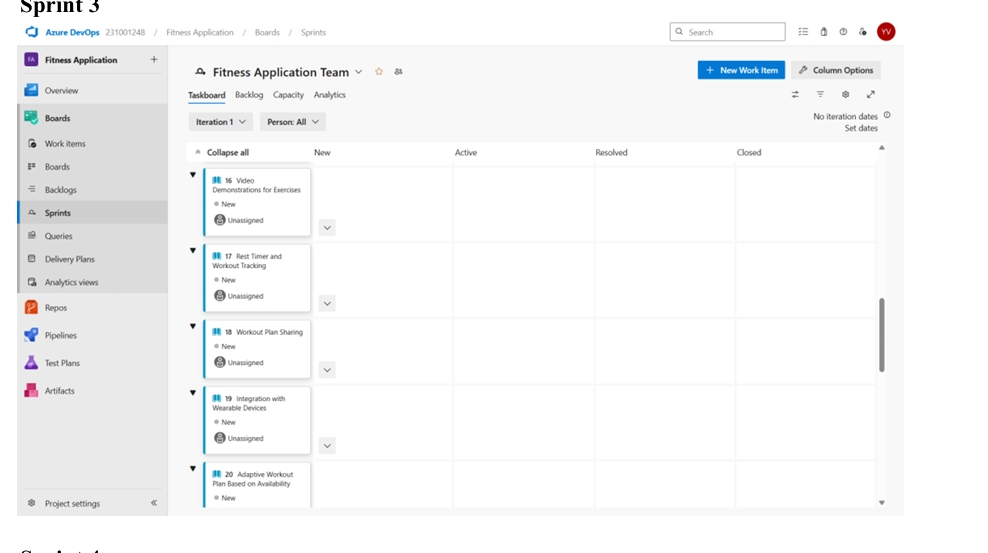 Sprint 3
Azure DevOps 231001248 / Fitness Application / Boards / Sprints
Search
YV
FA Fitness Application +
Overview
Boards
Work items
Boards
Backlogs
Sprints
Queries
Delivery Plans
Analytics views
Repos
Pipelines
Test Plans
Artifacts
Project settings
Fitness Application Team
+ New Work Item
Column Options
Taskboard Backlog Capacity Analytics
Iteration 1 Person: All
No iteration dates
Set dates
Collapse all New Active Resolved Closed
16 Video
Demonstrations for Exercises
New
Unassigned
17 Rest Timer and
Workout Tracking
New
Unassigned
18 Workout Plan Sharing
New
Unassigned
19 Integration with
Wearable Devices
New
Unassigned
20 Adaptive Workout
Plan Based on Availability
New